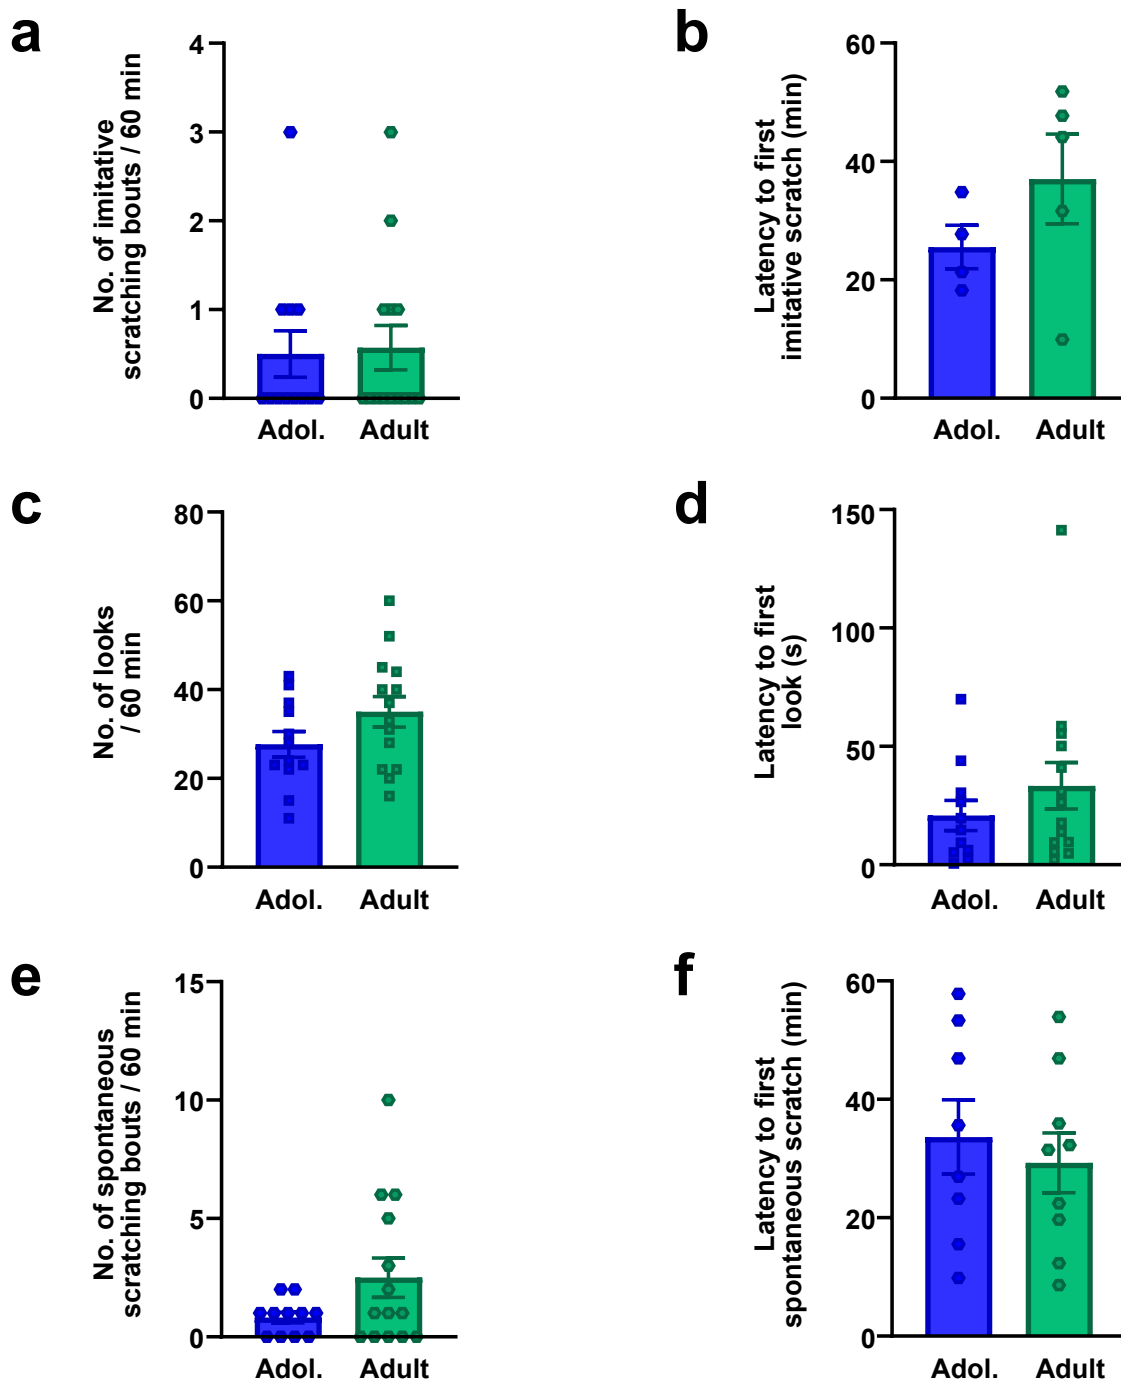 a
No. of imitative
scratching bouts / 60 min
4
3
2
1
0
Adol.
Adult
b
Latency to first
imitative scratch (min)
60
40
20
0
Adol.
Adult
c
No. of looks
/ 60 min
80
60
40
20
0
Adol.
Adult
d
Latency to first
look (s)
150
100
50
0
Adol.
Adult
e
No. of spontaneous
scratching bouts / 60 min
15
10
5
0
Adol.
Adult
f
Latency to first
spontaneous scratch (min)
60
40
20
0
Adol.
Adult